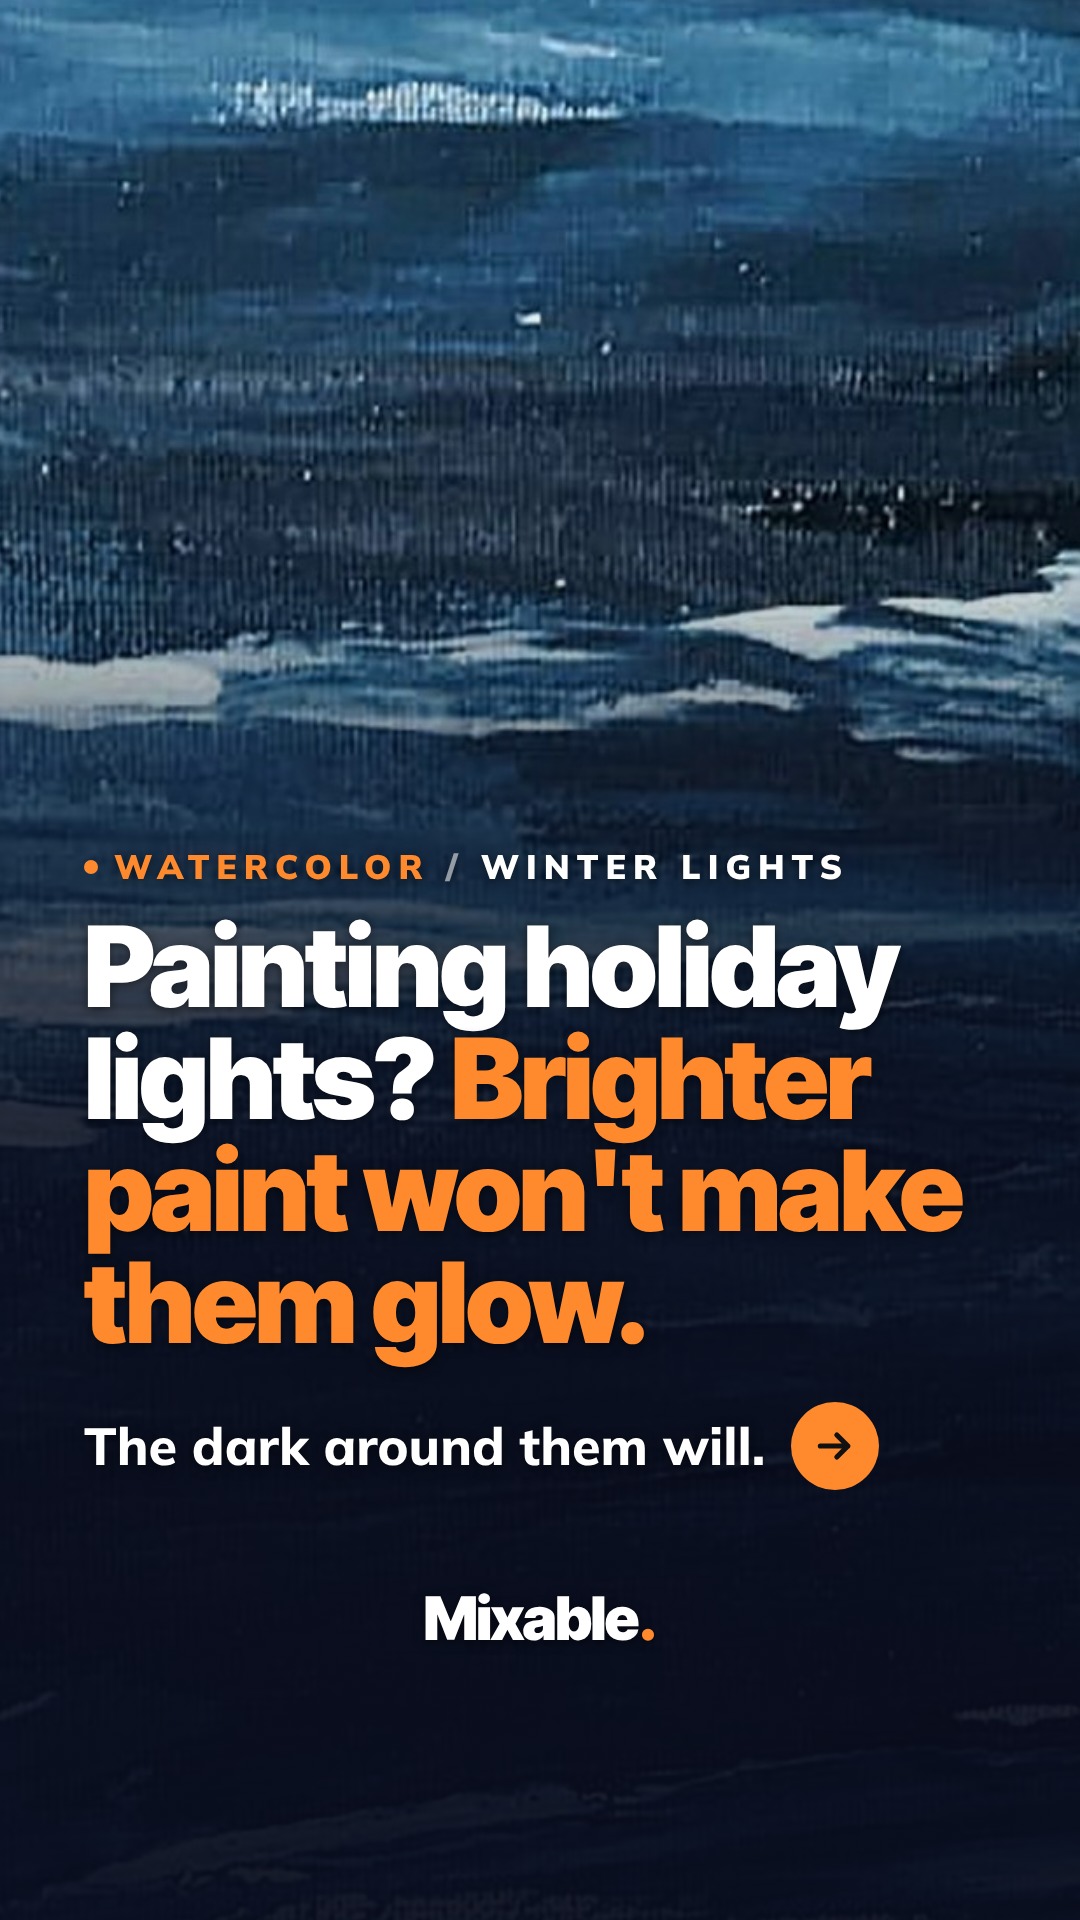 • WATERCOLOR / WINTER LIGHTS
Painting holiday
lights? Brighter
paint won't make
them glow.
The dark around them will. →
Mixable.